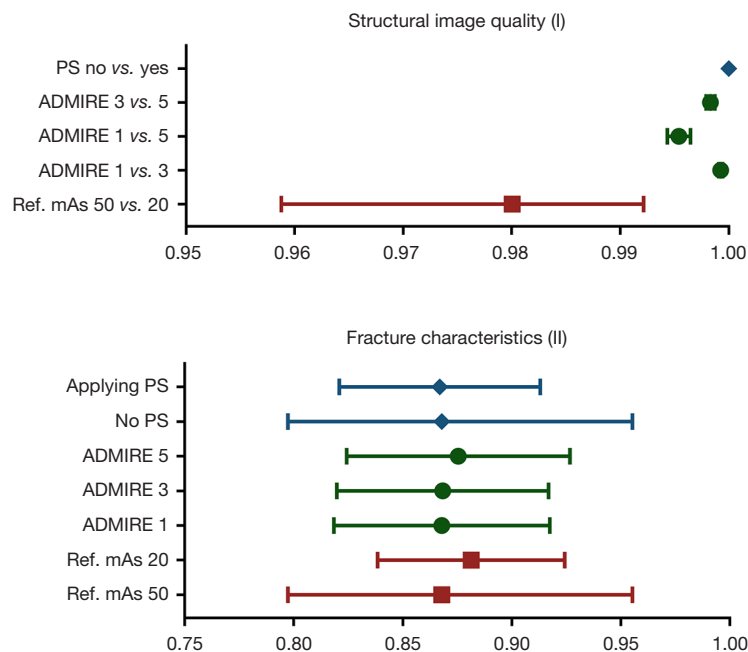 Structural image quality (I)
PS no vs. yes
ADMIRE 3 vs. 5
ADMIRE 1 vs. 5
ADMIRE 1 vs. 3
Ref. mAs 50 vs. 20
0.95 0.96 0.97 0.98 0.99 1.00
Fracture characteristics (II)
Applying PS
No PS
ADMIRE 5
ADMIRE 3
ADMIRE 1
Ref. mAs 20
Ref. mAs 50
0.75 0.80 0.85 0.90 0.95 1.00